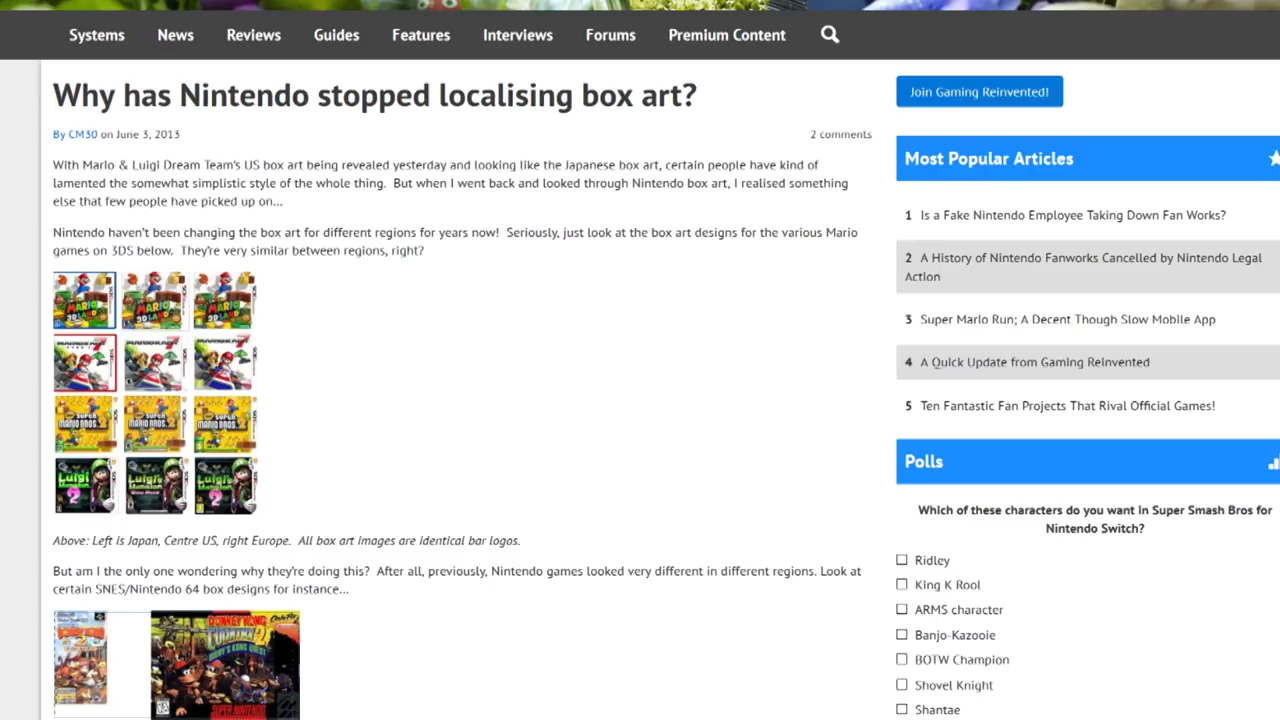 Systems News Reviews Guides Features Interviews Forums Premium Content
Why has Nintendo stopped localising box art?
By CM30 on June 3, 2013
2 comments
With Mario & Luigi Dream Team's US box art being revealed yesterday and looking like the Japanese box art, certain people have kind of
lamented the somewhat simplistic style of the whole thing. But when I went back and looked through Nintendo box art, I realised something
else that few people have picked up on...
Nintendo haven't been changing the box art for different regions for years now! Seriously, just look at the box art designs for the various Mario
games on 3DS below. They're very similar between regions, right?
Above: Left is Japan, Centre US, right Europe. All box art images are identical bar logos.
But am I the only one wondering why they're doing this? After all, previously, Nintendo games looked very different in different regions. Look at
certain SNES/Nintendo 64 box designs for instance...
DONKEY KONG
COUNTRY 2
DIDDY'S KONG QUEST
SUPER NINTENDO
Join Gaming Reinvented!
Most Popular Articles
1 Is a Fake Nintendo Employee Taking Down Fan Works?
2 A History of Nintendo Fanworks Cancelled by Nintendo Legal
Action
3 Super Mario Run; A Decent Though Slow Mobile App
4 A Quick Update from Gaming Reinvented
5 Ten Fantastic Fan Projects That Rival Official Games!
Polls
Which of these characters do you want in Super Smash Bros for
Nintendo Switch?
Ridley
King K Rool
ARMS character
Banjo-Kazooie
BOTW Champion
Shovel Knight
Shantae